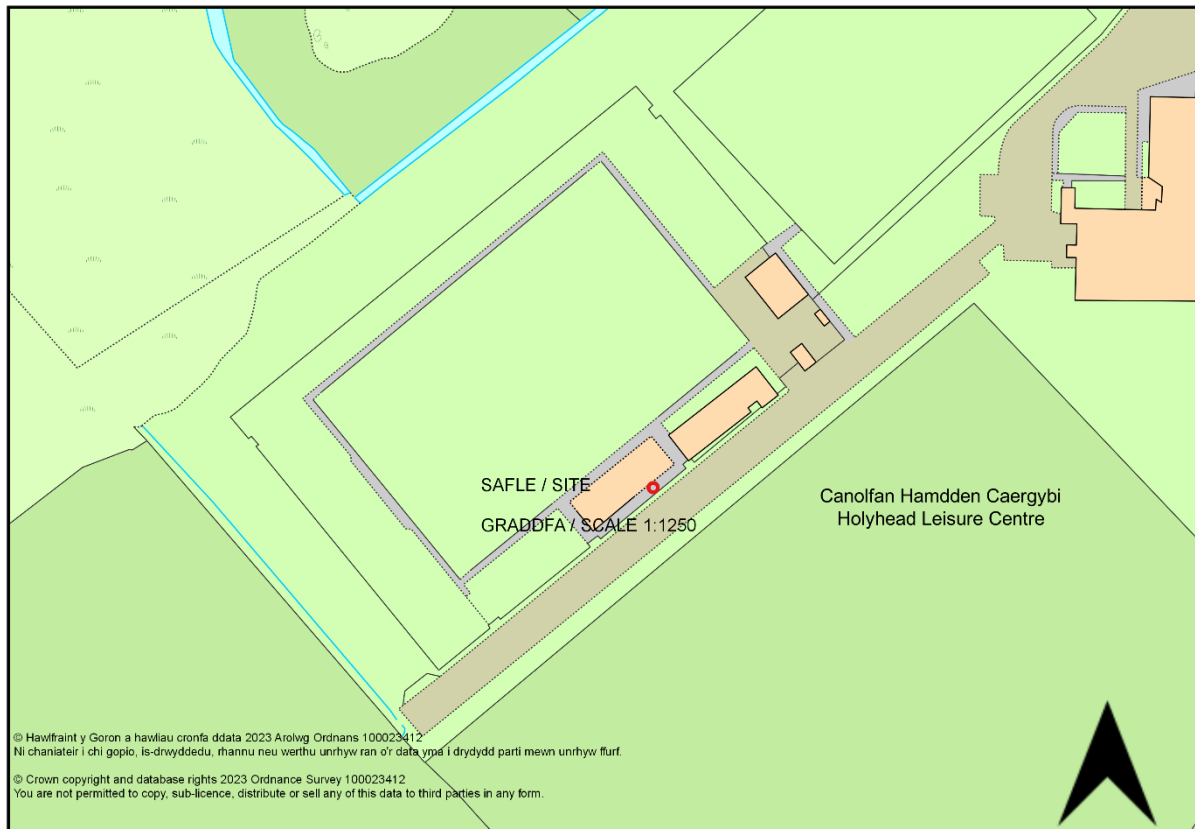 SAFLE / SITE
GRADDFA / SCALE 1:1250
Canolfan Hamdden Caergybi
Holyhead Leisure Centre
© Hawlfraint y Goron a hawliau cronfa ddata 2023 Arolwg Ordnans 100023412
Ni chaniateir i chi gopio, is-drwyddedu, rhannu neu werthu unrhyw ran o'r data yma i drydydd parti mewn unrhyw ffurf.
© Crown copyright and database rights 2023 Ordnance Survey 100023412
You are not permitted to copy, sub-licence, distribute or sell any of this data to third parties in any form.